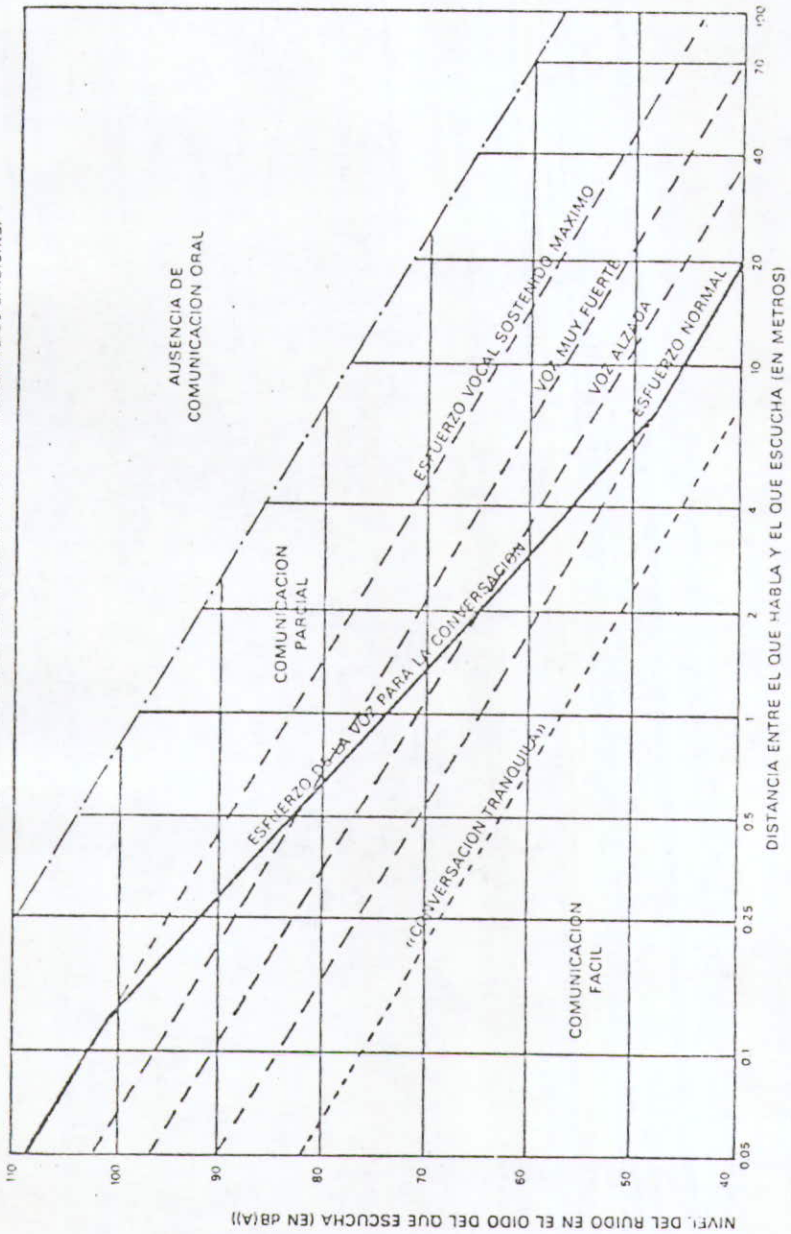 AUSENCIA DE
COMUNICACION ORAL
COMUNICACION
PARCIAL
ESFUERZO VOCAL SOSTENIDO MAXIMO
VOZ MUY FUERTE
VOZ ALZADA
ESFUERZO NORMAL
ESFUERZO DE LA VOZ PARA LA CONVERSACION
«CONVERSACION TRANQUILA»
COMUNICACION
FACIL
NIVEL DEL RUIDO EN EL OIDO DEL QUE ESCUCHA (EN dB(A))
110
100
90
80
70
60
50
40
0.05
0.1
0.25
0.5
1
2
4
10
20
40
70
100
DISTANCIA ENTRE EL QUE HABLA Y EL QUE ESCUCHA (EN METROS)